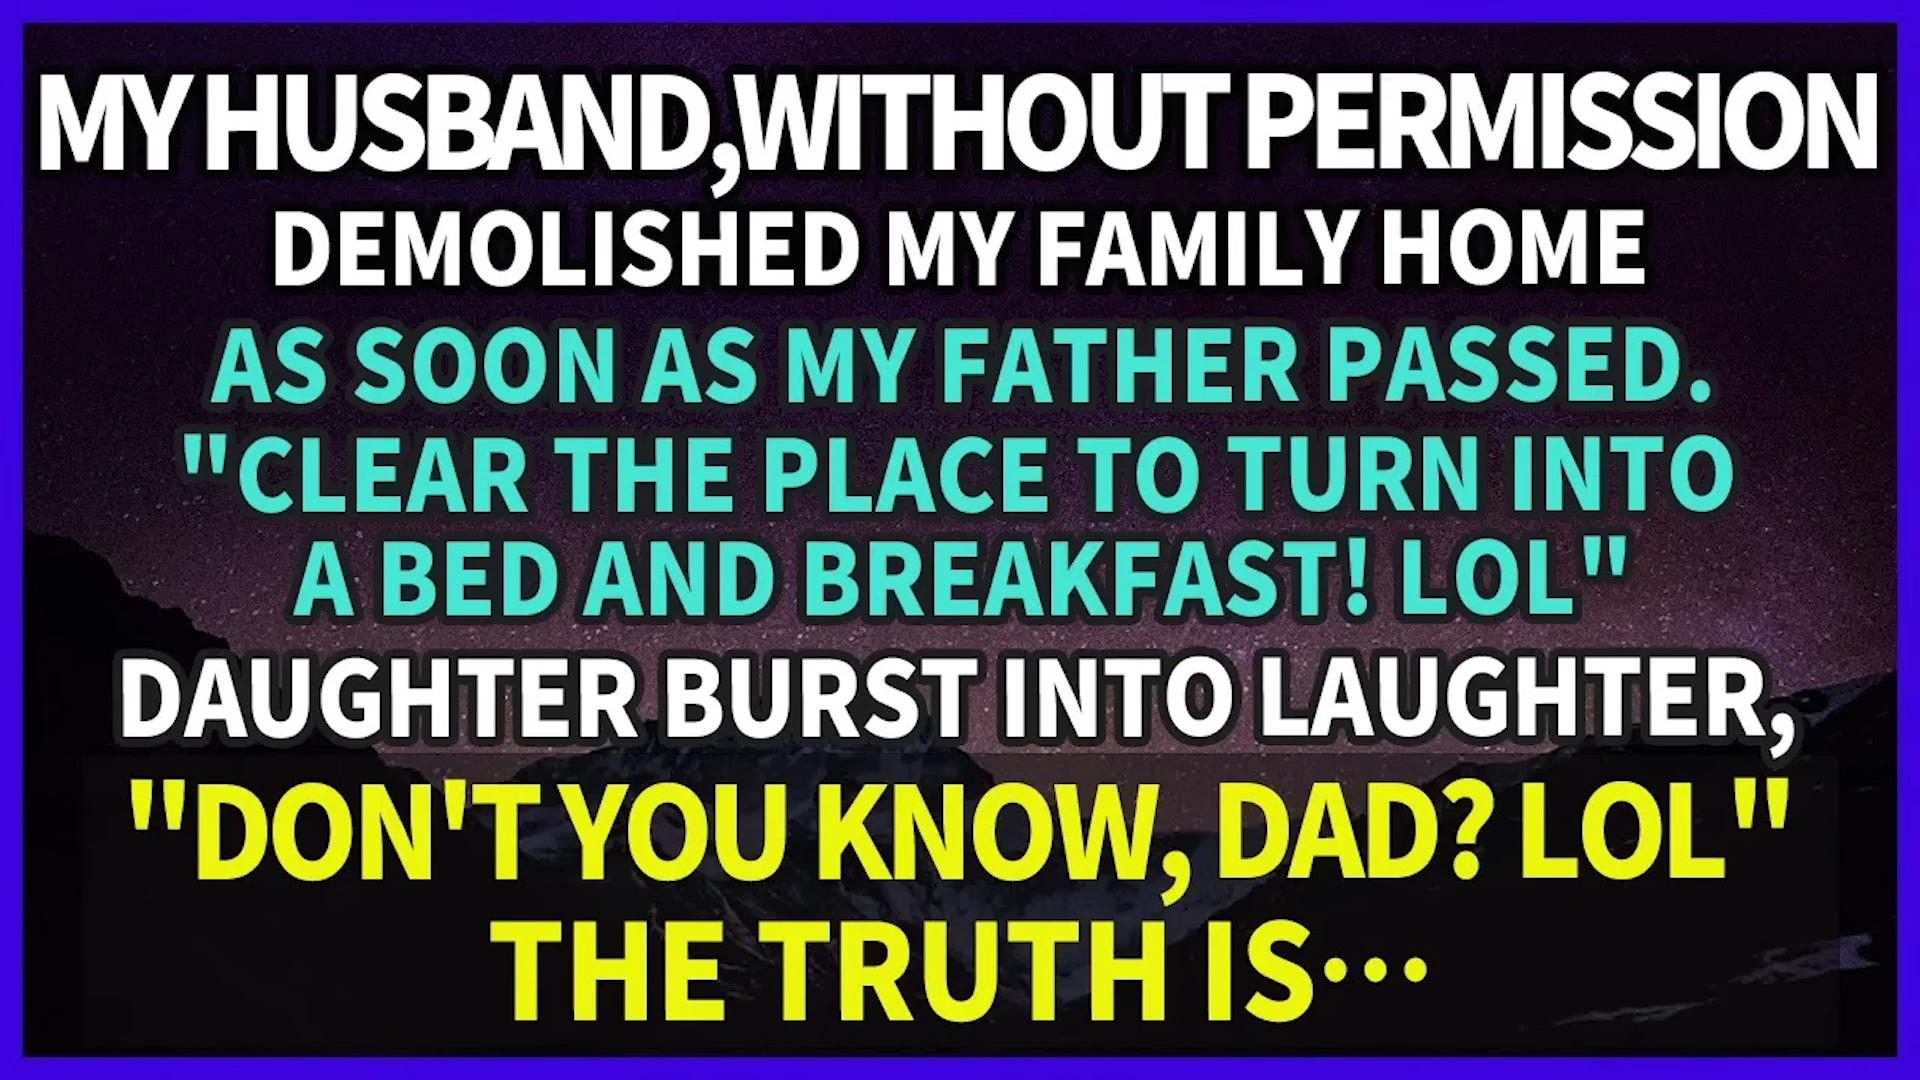 MY HUSBAND, WITHOUT PERMISSION
DEMOLISHED MY FAMILY HOME
AS SOON AS MY FATHER PASSED.
"CLEAR THE PLACE TO TURN INTO
A BED AND BREAKFAST! LOL"
DAUGHTER BURST INTO LAUGHTER,
"DON'T YOU KNOW, DAD? LOL"
THE TRUTH IS…